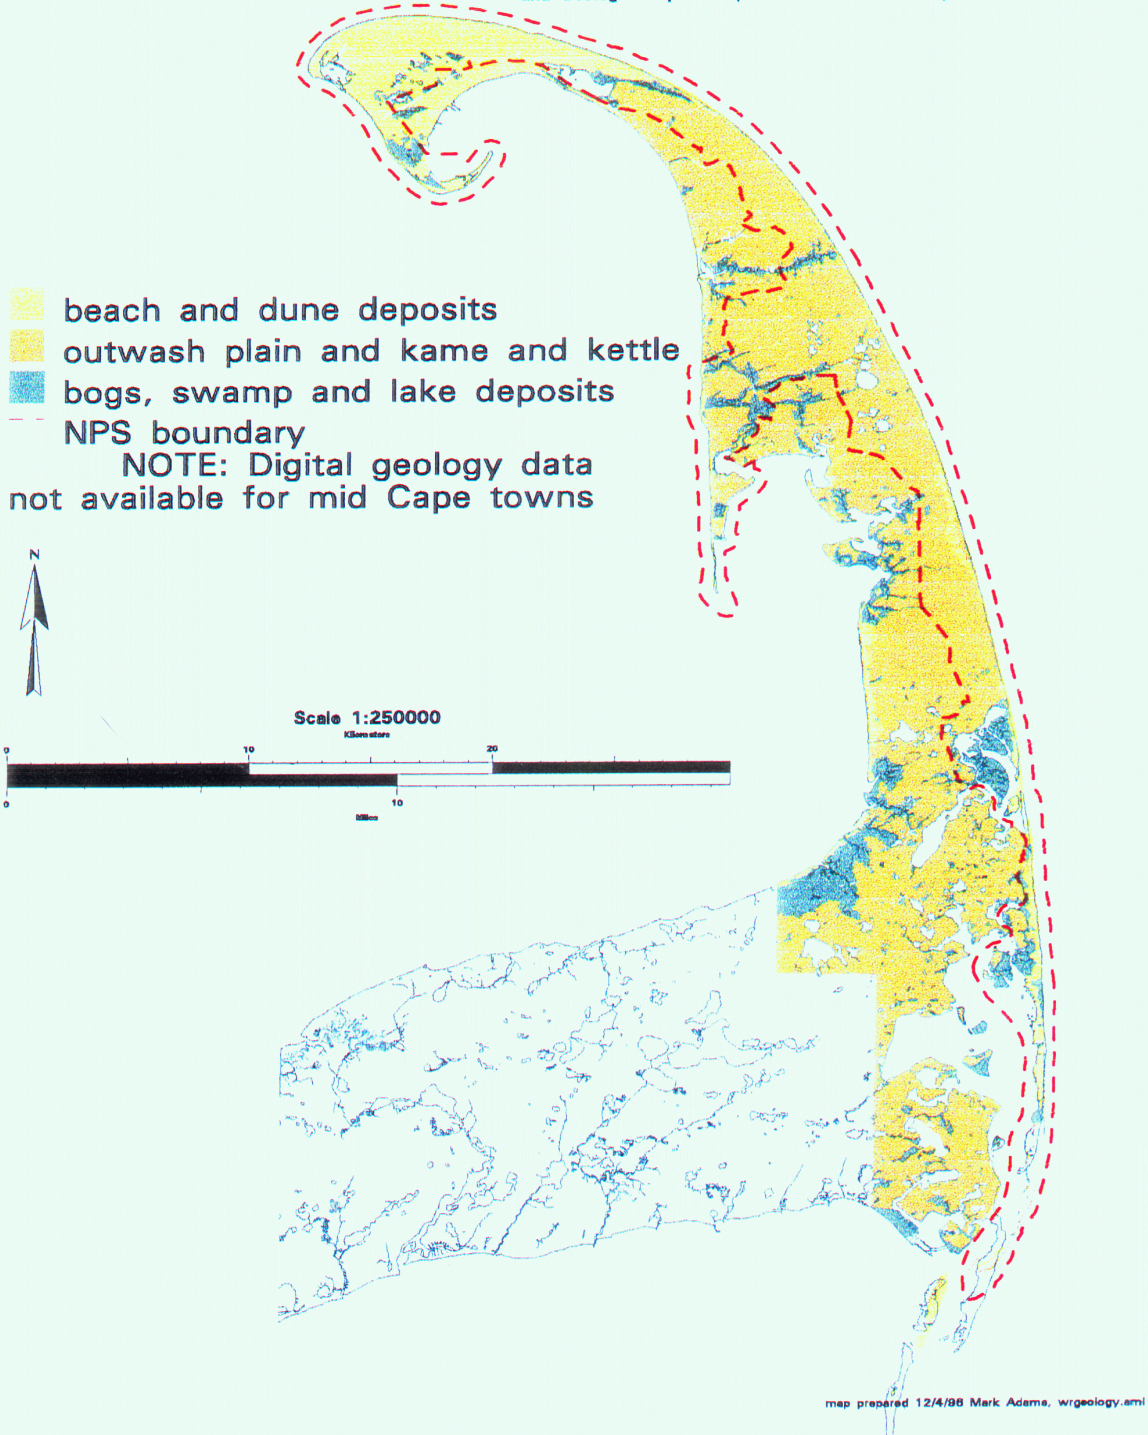 beach and dune deposits
outwash plain and kame and kettle
bogs, swamp and lake deposits
NPS boundary
NOTE: Digital geology data
not available for mid Cape towns
N
Scale 1:250000
Kilometers
0 10 20
0 10
Miles
map prepared 12/4/98 Mark Adams, wrgeology.aml